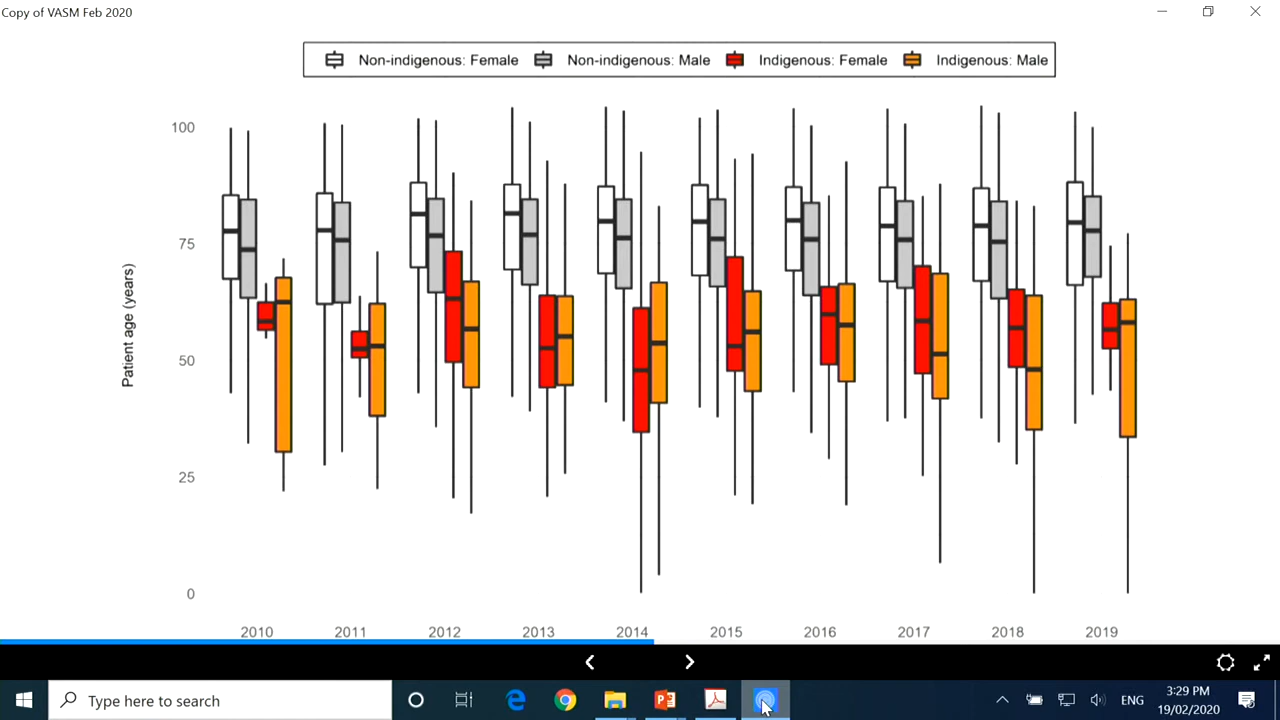 Copy of VASM Feb 2020
Non-indigenous: Female Non-indigenous: Male Indigenous: Female Indigenous: Male
Patient age (years)
100
75
50
25
0
2010 2011 2012 2013 2014 2015 2016 2017 2018 2019
Type here to search
ENG
3:29 PM
19/02/2020